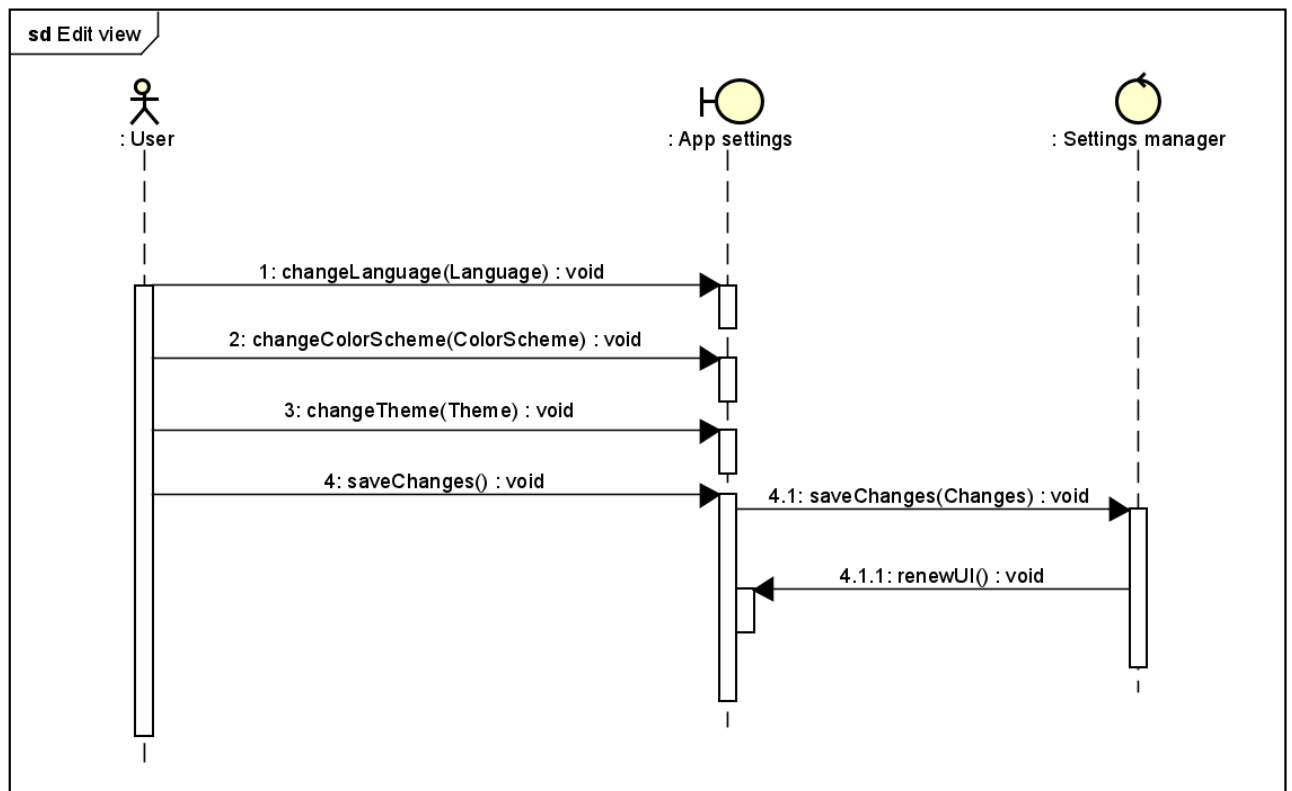 sd Edit view
: User
: App settings
: Settings manager
1: changeLanguage(Language) : void
2: changeColorScheme(ColorScheme) : void
3: changeTheme(Theme) : void
4: saveChanges() : void
4.1: saveChanges(Changes) : void
4.1.1: renewUI() : void